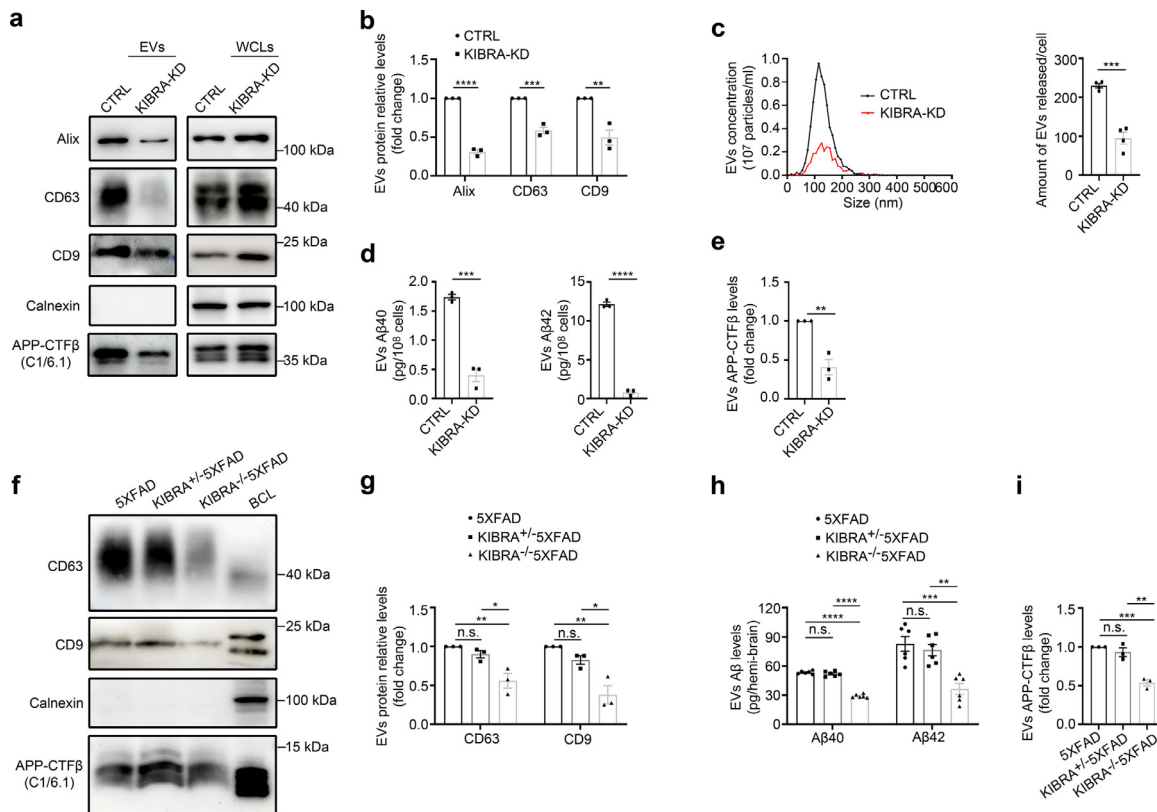 a
EVs
WCLs
CTRL
KIBRA-KD
CTRL
KIBRA-KD
Alix
100 kDa
CD63
40 kDa
CD9
25 kDa
Calnexin
100 kDa
APP-CTFβ
(C1/6.1)
35 kDa
b
CTRL
KIBRA-KD
EVs protein relative levels
(fold change)
1.5
1.0
0.5
0.0
****
***
**
Alix
CD63
CD9
c
EVs concentration
(10⁷ particles/ml)
1.0
0.8
0.6
0.4
0.2
0.0
CTRL
KIBRA-KD
0 100 200 300 400 500600
Size (nm)
Amount of EVs released/cell
300
200
100
0
***
CTRL
KIBRA-KD
d
EVs Aβ40
(pg/10⁸ cells)
2.0
1.5
1.0
0.5
0.0
***
CTRL
KIBRA-KD
EVs Aβ42
(pg/10⁸ cells)
15
10
5
0
****
CTRL
KIBRA-KD
e
EVs APP-CTFβ levels
(fold change)
1.5
1.0
0.5
0.0
**
CTRL
KIBRA-KD
f
5XFAD
KIBRA+/-5XFAD
KIBRA-/-5XFAD
BCL
CD63
40 kDa
CD9
25 kDa
Calnexin
100 kDa
APP-CTFβ
(C1/6.1)
15 kDa
g
5XFAD
KIBRA+/-5XFAD
KIBRA-/-5XFAD
EVs protein relative levels
(fold change)
1.5
1.0
0.5
0.0
*
**
n.s.
*
**
n.s.
CD63
CD9
h
5XFAD
KIBRA+/-5XFAD
KIBRA-/-5XFAD
EVs Aβ levels
(pg/hemi-brain)
120
90
60
30
0
****
****
n.s.
**
***
n.s.
Aβ40
Aβ42
i
EVs APP-CTFβ levels
(fold change)
1.5
1.0
0.5
0.0
**
***
n.s.
5XFAD
KIBRA+/-5XFAD
KIBRA-/-5XFAD